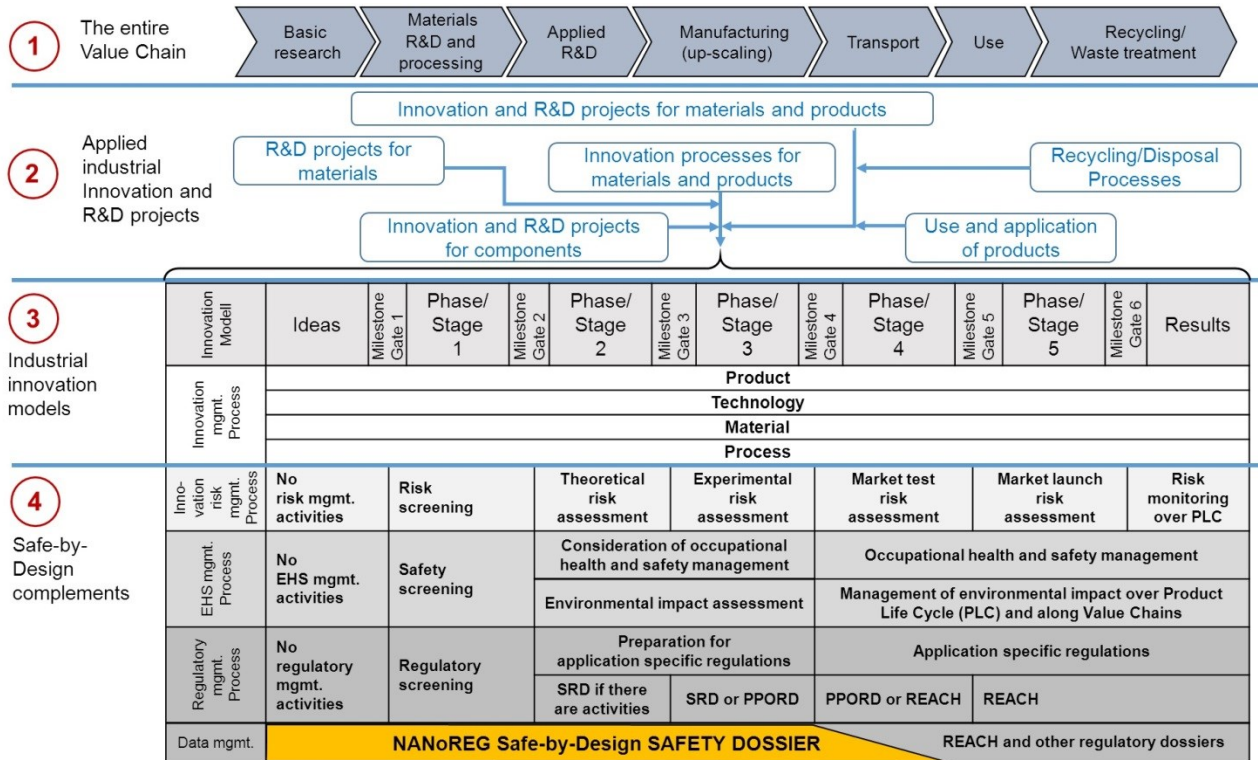 1
The entire
Value Chain
Basic
research
Materials
R&D and
processing
Applied
R&D
Manufacturing
(up-scaling)
Transport
Use
Recycling/
Waste treatment
2
Applied
industrial
Innovation and
R&D projects
Innovation and R&D projects for materials and products
R&D projects for
materials
Innovation processes for
materials and products
Recycling/Disposal
Processes
Innovation and R&D projects
for components
Use and application
of products
3
Industrial
innovation
models
Innovation
Modell
Ideas
Milestone
Gate 1
Phase/
Stage
1
Milestone
Gate 2
Phase/
Stage
2
Milestone
Gate 3
Phase/
Stage
3
Milestone
Gate 4
Phase/
Stage
4
Milestone
Gate 5
Phase/
Stage
5
Milestone
Gate 6
Results
Innovation
mgmt.
Process
Product
Technology
Material
Process
4
Safe-by-
Design
complements
Inno-
vation
risk mgmt.
Process
No
risk mgmt.
activities
Risk
screening
Theoretical
risk
assessment
Experimental
risk
assessment
Market test
risk
assessment
Market launch
risk
assessment
Risk
monitoring
over PLC
EHS mgmt.
Process
No
EHS mgmt.
activities
Safety
screening
Consideration of occupational
health and safety management
Occupational health and safety management
Environmental impact assessment
Management of environmental impact over Product
Life Cycle (PLC) and along Value Chains
Regulatory
mgmt.
Process
No
regulatory
mgmt.
activities
Regulatory
screening
Preparation for
application specific regulations
Application specific regulations
SRD if there
are activities
SRD or PPORD
PPORD or REACH
REACH
Data mgmt.
NANoREG Safe-by-Design SAFETY DOSSIER
REACH and other regulatory dossiers